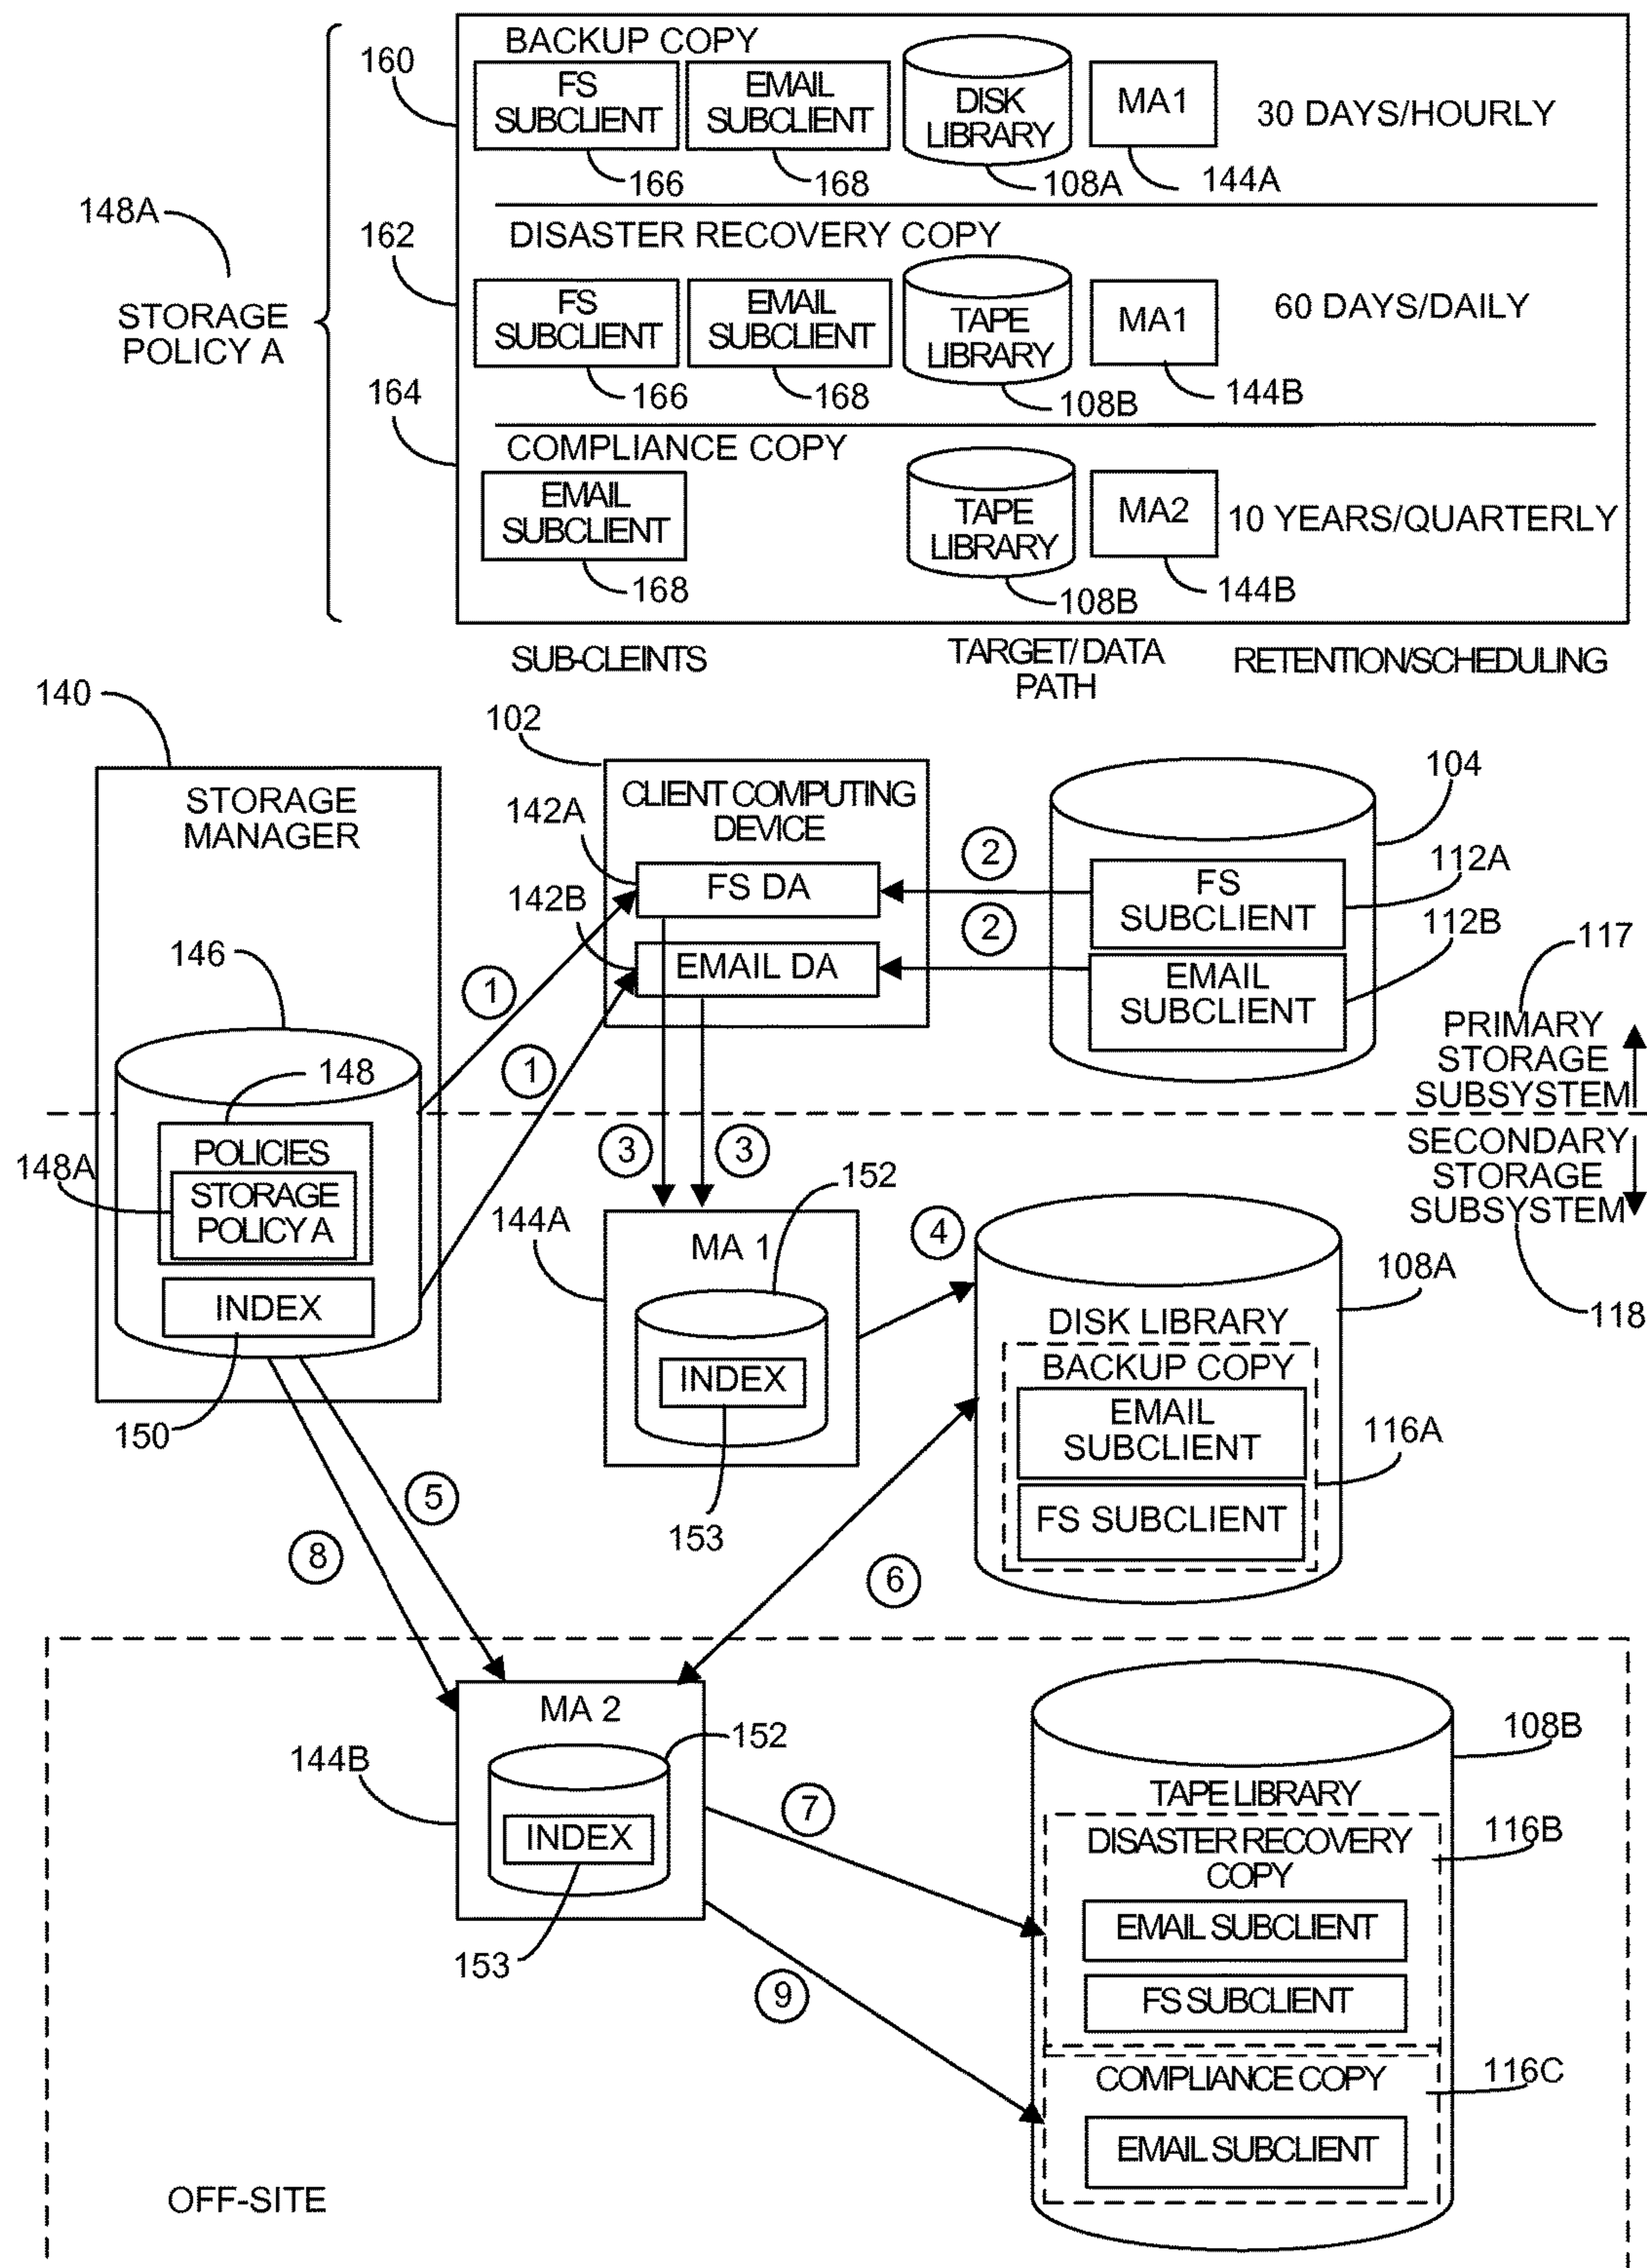 BACKUP COPY
160
FS
SUBCLIENT
EMAIL
SUBCLIENT
DISK
LIBRARY
MA1
30 DAYS/HOURLY
166
168
108A
144A
148A
STORAGE
POLICY A
162
DISASTER RECOVERY COPY
FS
SUBCLIENT
EMAIL
SUBCLIENT
TAPE
LIBRARY
MA1
60 DAYS/DAILY
166
168
108B
144B
164
COMPLIANCE COPY
EMAIL
SUBCLIENT
TAPE
LIBRARY
MA2
10 YEARS/QUARTERLY
168
108B
144B
SUB-CLEINTS
TARGET/DATA
PATH
RETENTION/SCHEDULING
140
STORAGE
MANAGER
102
CLIENT COMPUTING
DEVICE
142A
FS DA
142B
EMAIL DA
2
2
104
FS
SUBCLIENT
112A
EMAIL
SUBCLIENT
112B
117
PRIMARY
STORAGE
SUBSYSTEM
146
1
1
148
POLICIES
148A
STORAGE
POLICY A
INDEX
150
3
3
SECONDARY
STORAGE
SUBSYSTEM
118
152
144A
MA 1
INDEX
153
4
108A
DISK LIBRARY
BACKUP COPY
EMAIL
SUBCLIENT
116A
FS SUBCLIENT
5
8
6
MA 2
144B
152
INDEX
153
7
9
108B
TAPE LIBRARY
DISASTER RECOVERY
COPY
116B
EMAIL SUBCLIENT
FS SUBCLIENT
COMPLIANCE COPY
116C
EMAIL SUBCLIENT
OFF-SITE